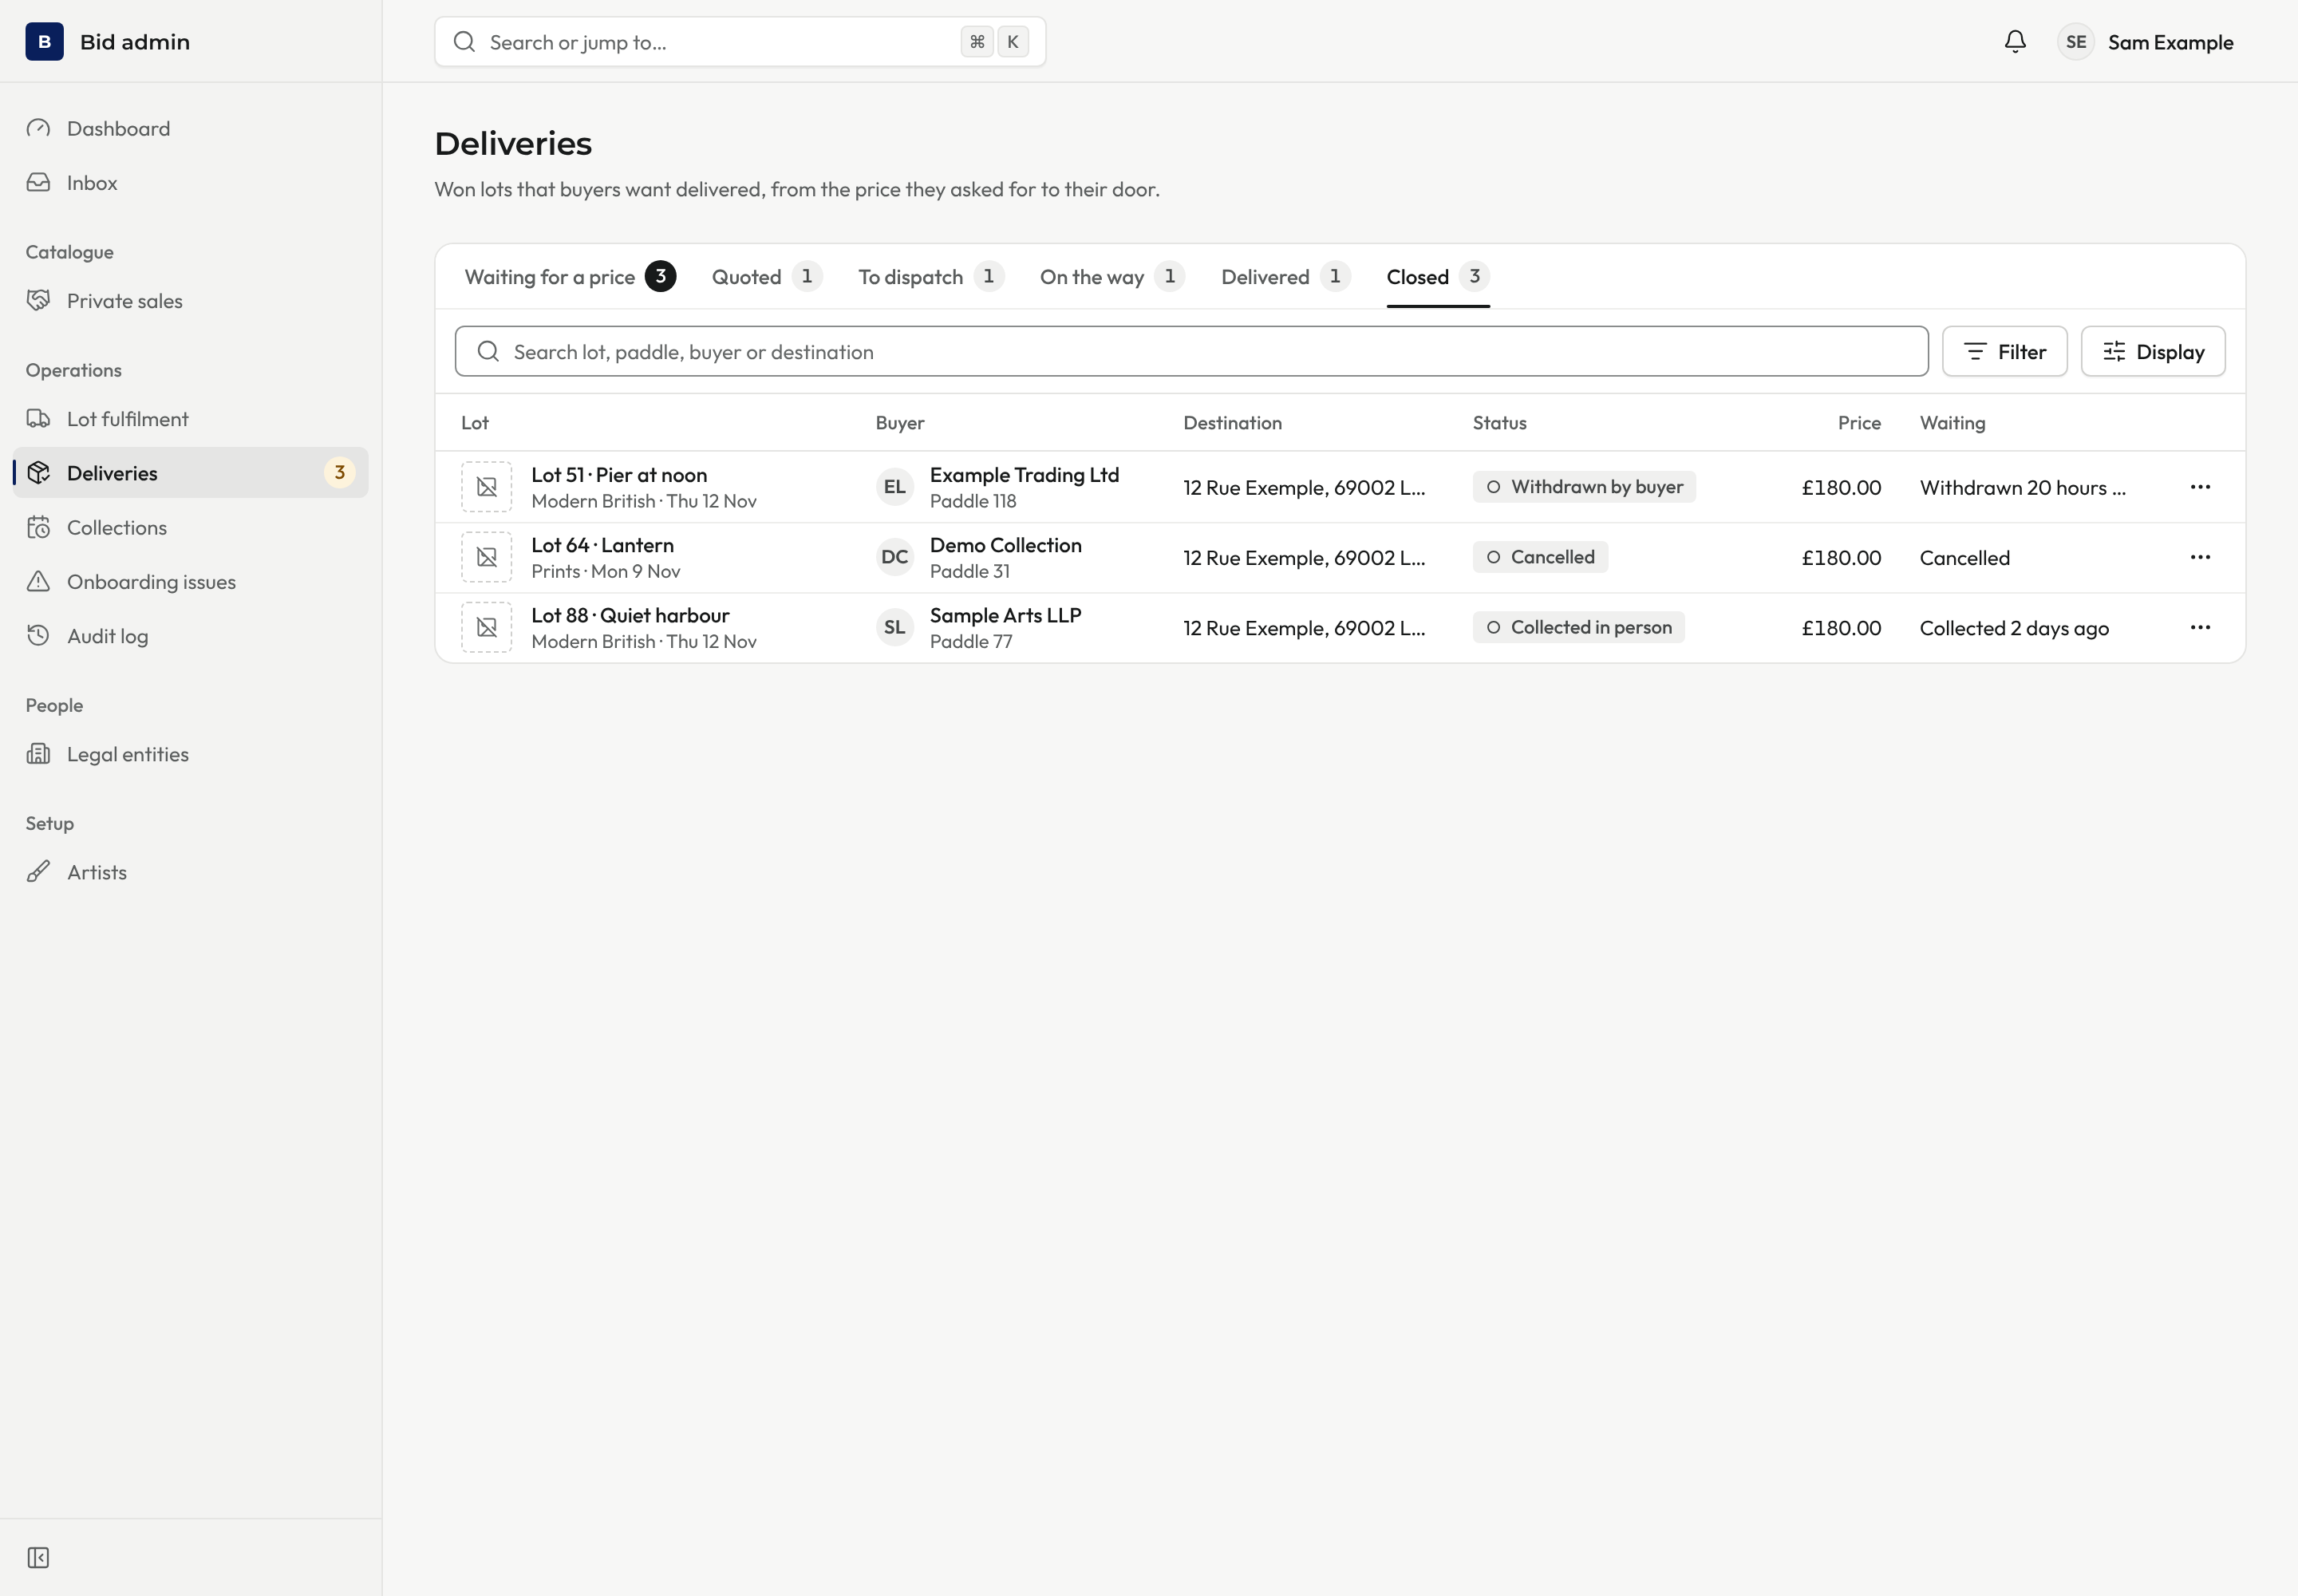 B Bid admin
Search or jump to...
⌘ K
SE Sam Example
Dashboard
Inbox
Catalogue
Private sales
Operations
Lot fulfilment
Deliveries 3
Collections
Onboarding issues
Audit log
People
Legal entities
Setup
Artists
Deliveries
Won lots that buyers want delivered, from the price they asked for to their door.
Waiting for a price 3 Quoted 1 To dispatch 1 On the way 1 Delivered 1 Closed 3
Search lot, paddle, buyer or destination
Filter
Display
Lot Buyer Destination Status Price Waiting
Lot 51 · Pier at noon
Modern British · Thu 12 Nov
EL
Example Trading Ltd
Paddle 118
12 Rue Exemple, 69002 L...
Withdrawn by buyer
£180.00
Withdrawn 20 hours ...
Lot 64 · Lantern
Prints · Mon 9 Nov
DC
Demo Collection
Paddle 31
12 Rue Exemple, 69002 L...
Cancelled
£180.00
Cancelled
Lot 88 · Quiet harbour
Modern British · Thu 12 Nov
SL
Sample Arts LLP
Paddle 77
12 Rue Exemple, 69002 L...
Collected in person
£180.00
Collected 2 days ago